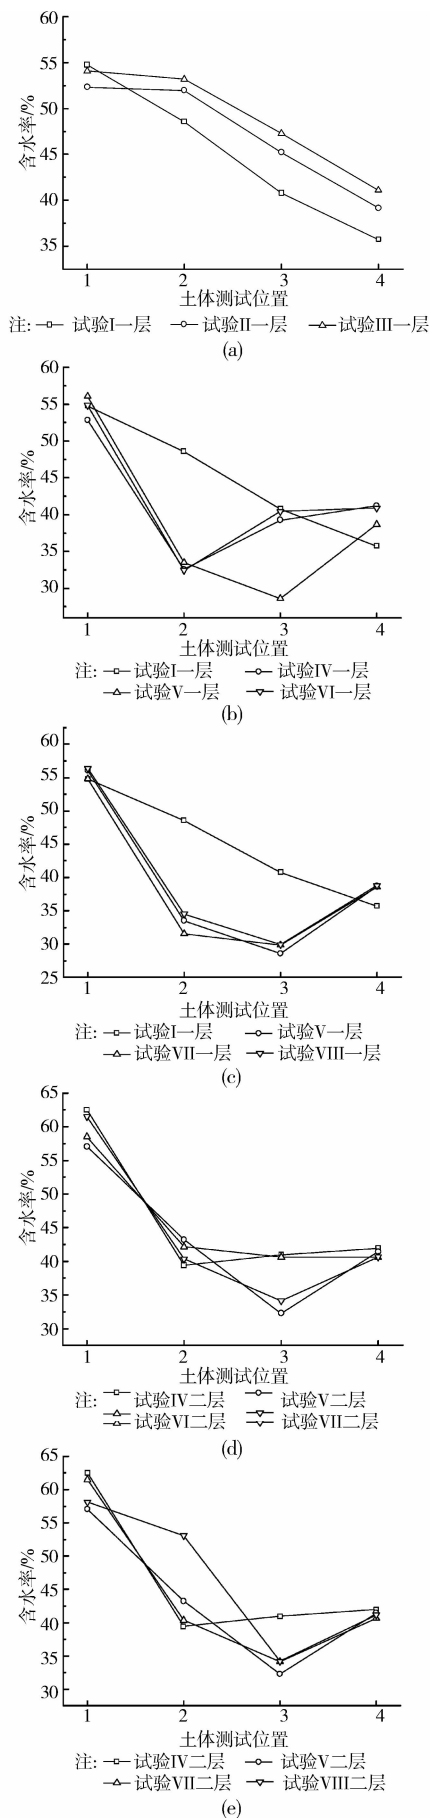 60
55
50
45
40
35
含水率/%
1 2 3 4
土体测试位置
注: 试验I一层 试验II一层 试验III一层
(a)
60
55
50
45
40
35
30
含水率/%
1 2 3 4
土体测试位置
注: 试验I一层 试验IV一层
试验V一层 试验VI一层
(b)
60
55
50
45
40
35
30
25
含水率/%
1 2 3 4
土体测试位置
注: 试验I一层 试验V一层
试验VII一层 试验VIII一层
(c)
65
60
55
50
45
40
35
30
含水率/%
1 2 3 4
土体测试位置
注: 试验IV二层 试验V二层
试验VI二层 试验VII二层
(d)
65
60
55
50
45
40
35
30
含水率/%
1 2 3 4
土体测试位置
注: 试验IV二层 试验V二层
试验VII二层 试验VIII二层
(e)